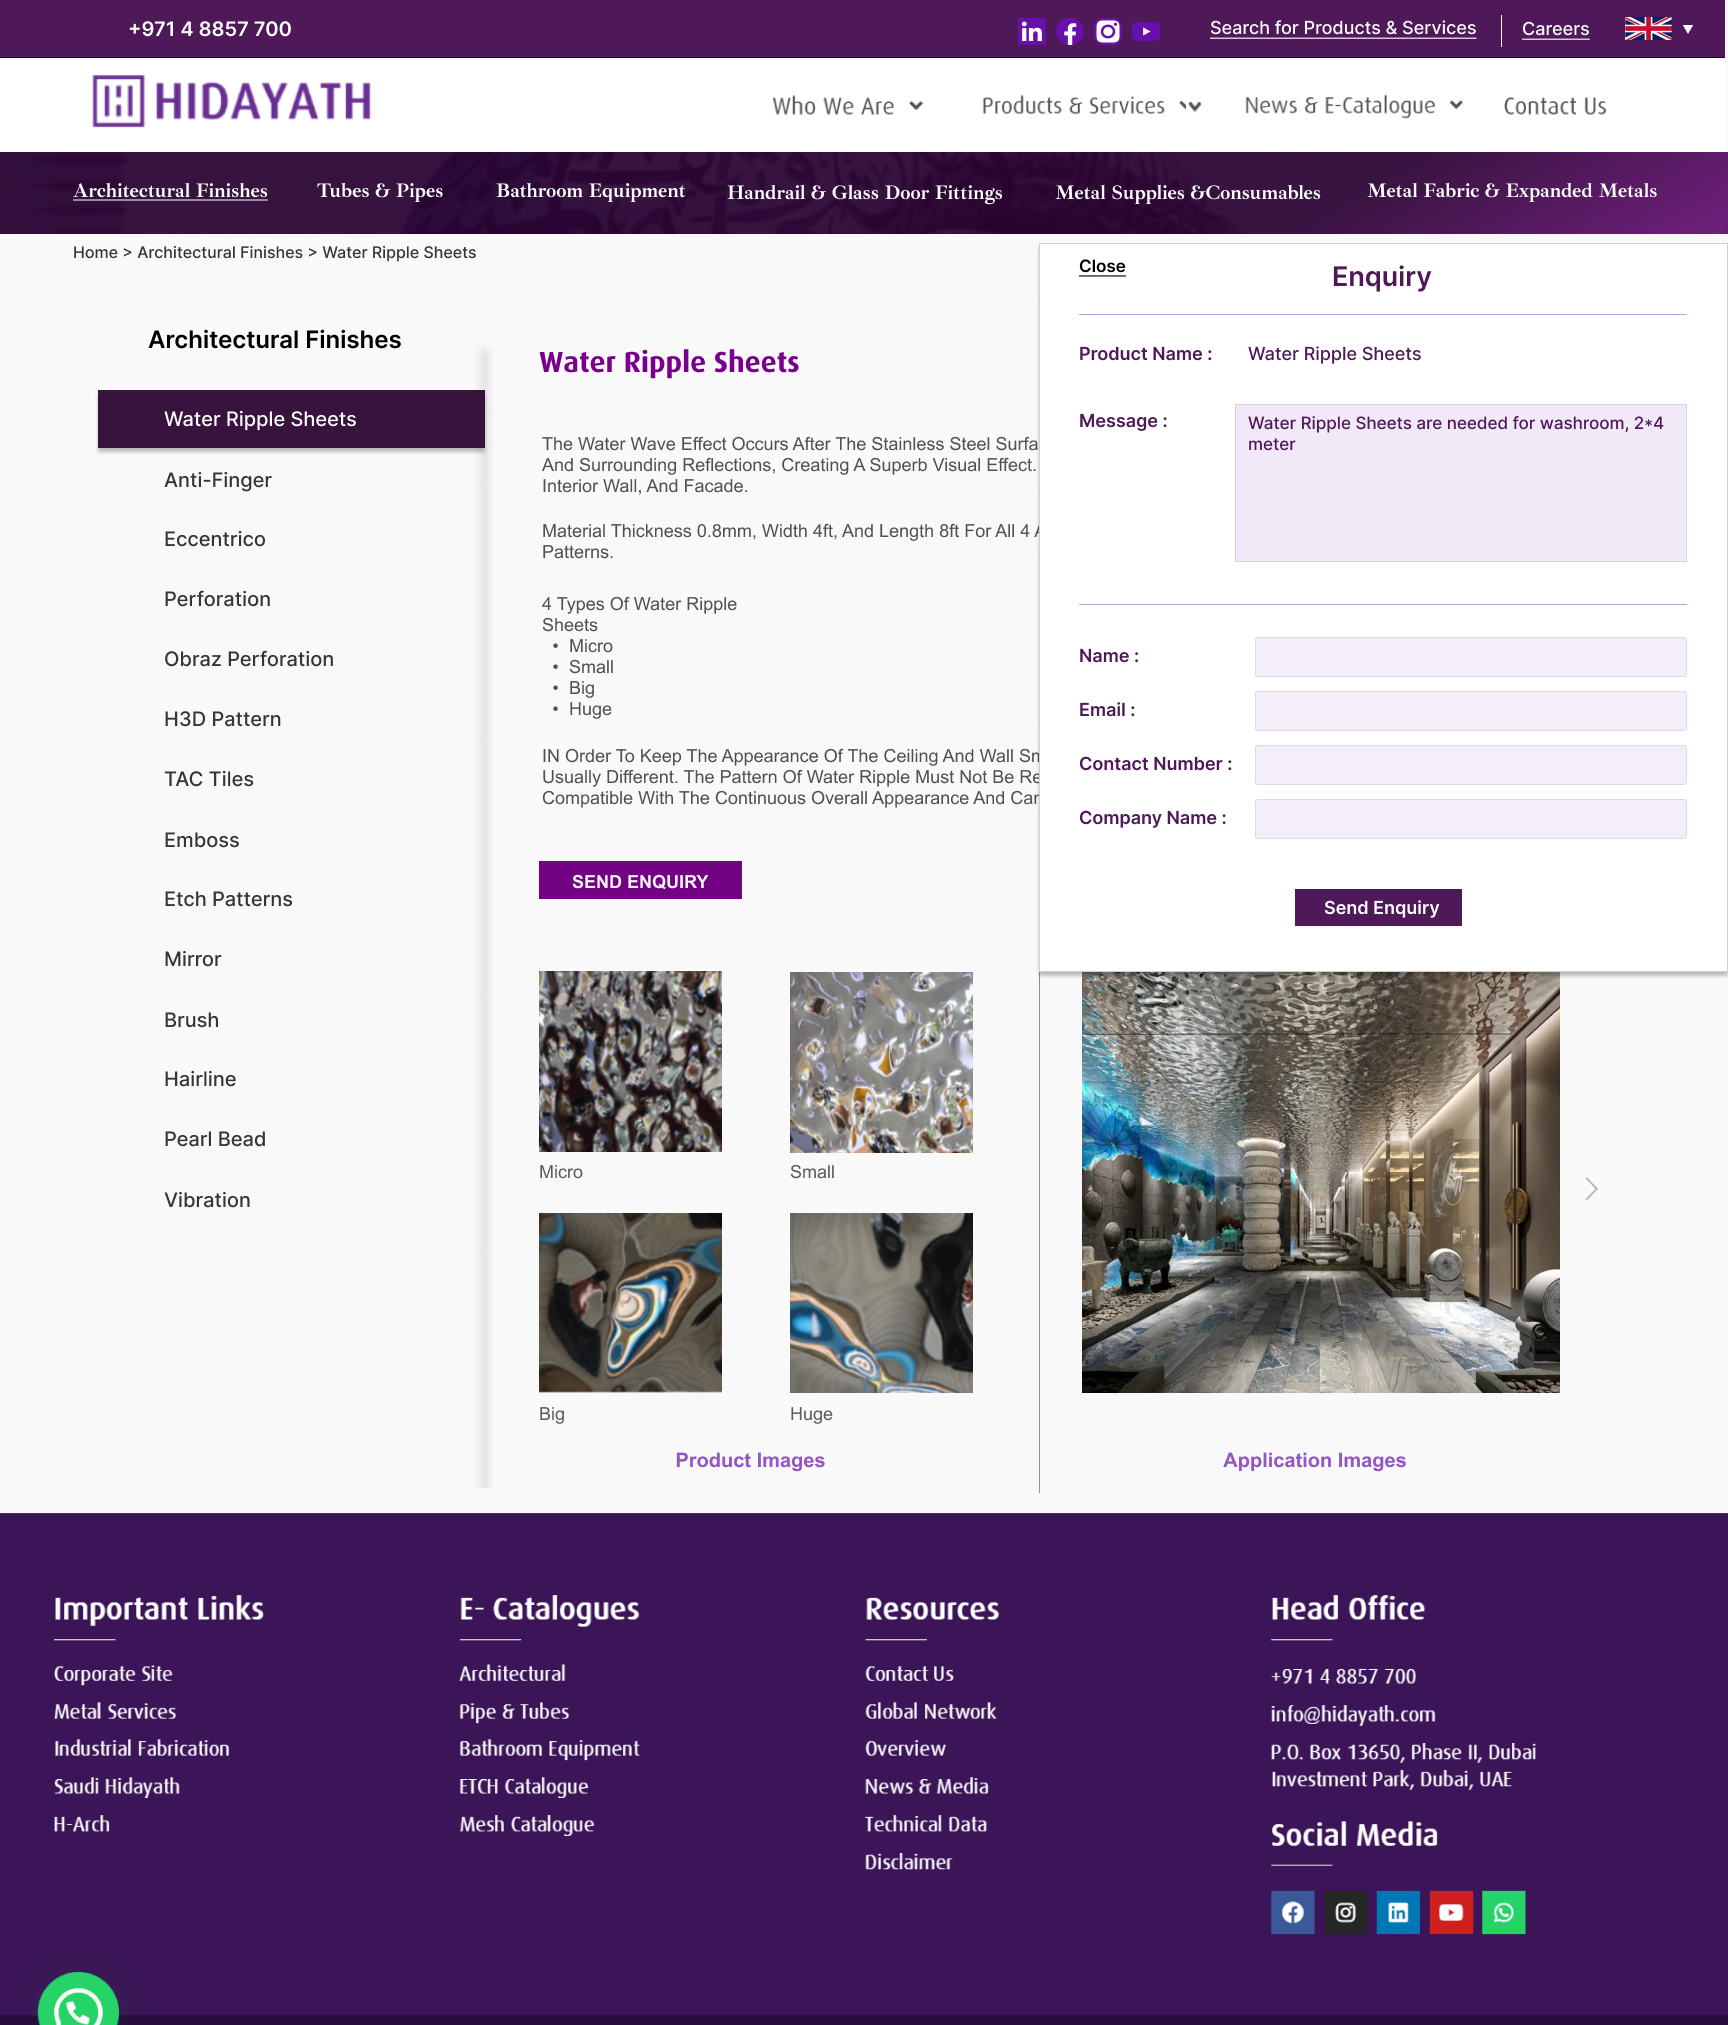 +971 4 8857 700
Search for Products & Services
Careers
HIDAYATH
Who We Are
Products & Services
News & E-Catalogue
Contact Us
Architectural Finishes
Tubes & Pipes
Bathroom Equipment
Handrail & Glass Door Fittings
Metal Supplies &Consumables
Metal Fabric & Expanded Metals
Home > Architectural Finishes > Water Ripple Sheets
Architectural Finishes
Water Ripple Sheets
Anti-Finger
Eccentrico
Perforation
Obraz Perforation
H3D Pattern
TAC Tiles
Emboss
Etch Patterns
Mirror
Brush
Hairline
Pearl Bead
Vibration
Water Ripple Sheets
The Water Wave Effect Occurs After The Stainless Steel
And Surrounding Reflections, Creating A Superb Visual Effect.
Interior Wall, And Facade.
Material Thickness 0.8mm, Width 4ft, And Length 8ft For All 4
Patterns.
4 Types Of Water Ripple
Sheets
• Micro
• Small
• Big
• Huge
IN Order To Keep The Appearance Of The Ceiling And Wall
Usually Different. The Pattern Of Water Ripple Must Not Be
Compatible With The Continuous Overall Appearance And
SEND ENQUIRY
Micro
Small
Big
Huge
Product Images
Application Images
Close
Enquiry
Product Name : Water Ripple Sheets
Message : Water Ripple Sheets are needed for washroom, 2*4
meter
Name :
Email :
Contact Number :
Company Name :
Send Enquiry
Important Links
Corporate Site
Metal Services
Industrial Fabrication
Saudi Hidayath
H-Arch
E- Catalogues
Architectural
Pipe & Tubes
Bathroom Equipment
ETCH Catalogue
Mesh Catalogue
Resources
Contact Us
Global Network
Overview
News & Media
Technical Data
Disclaimer
Head Office
+971 4 8857 700
info@hidayath.com
P.O. Box 13650, Phase II, Dubai
Investment Park, Dubai, UAE
Social Media